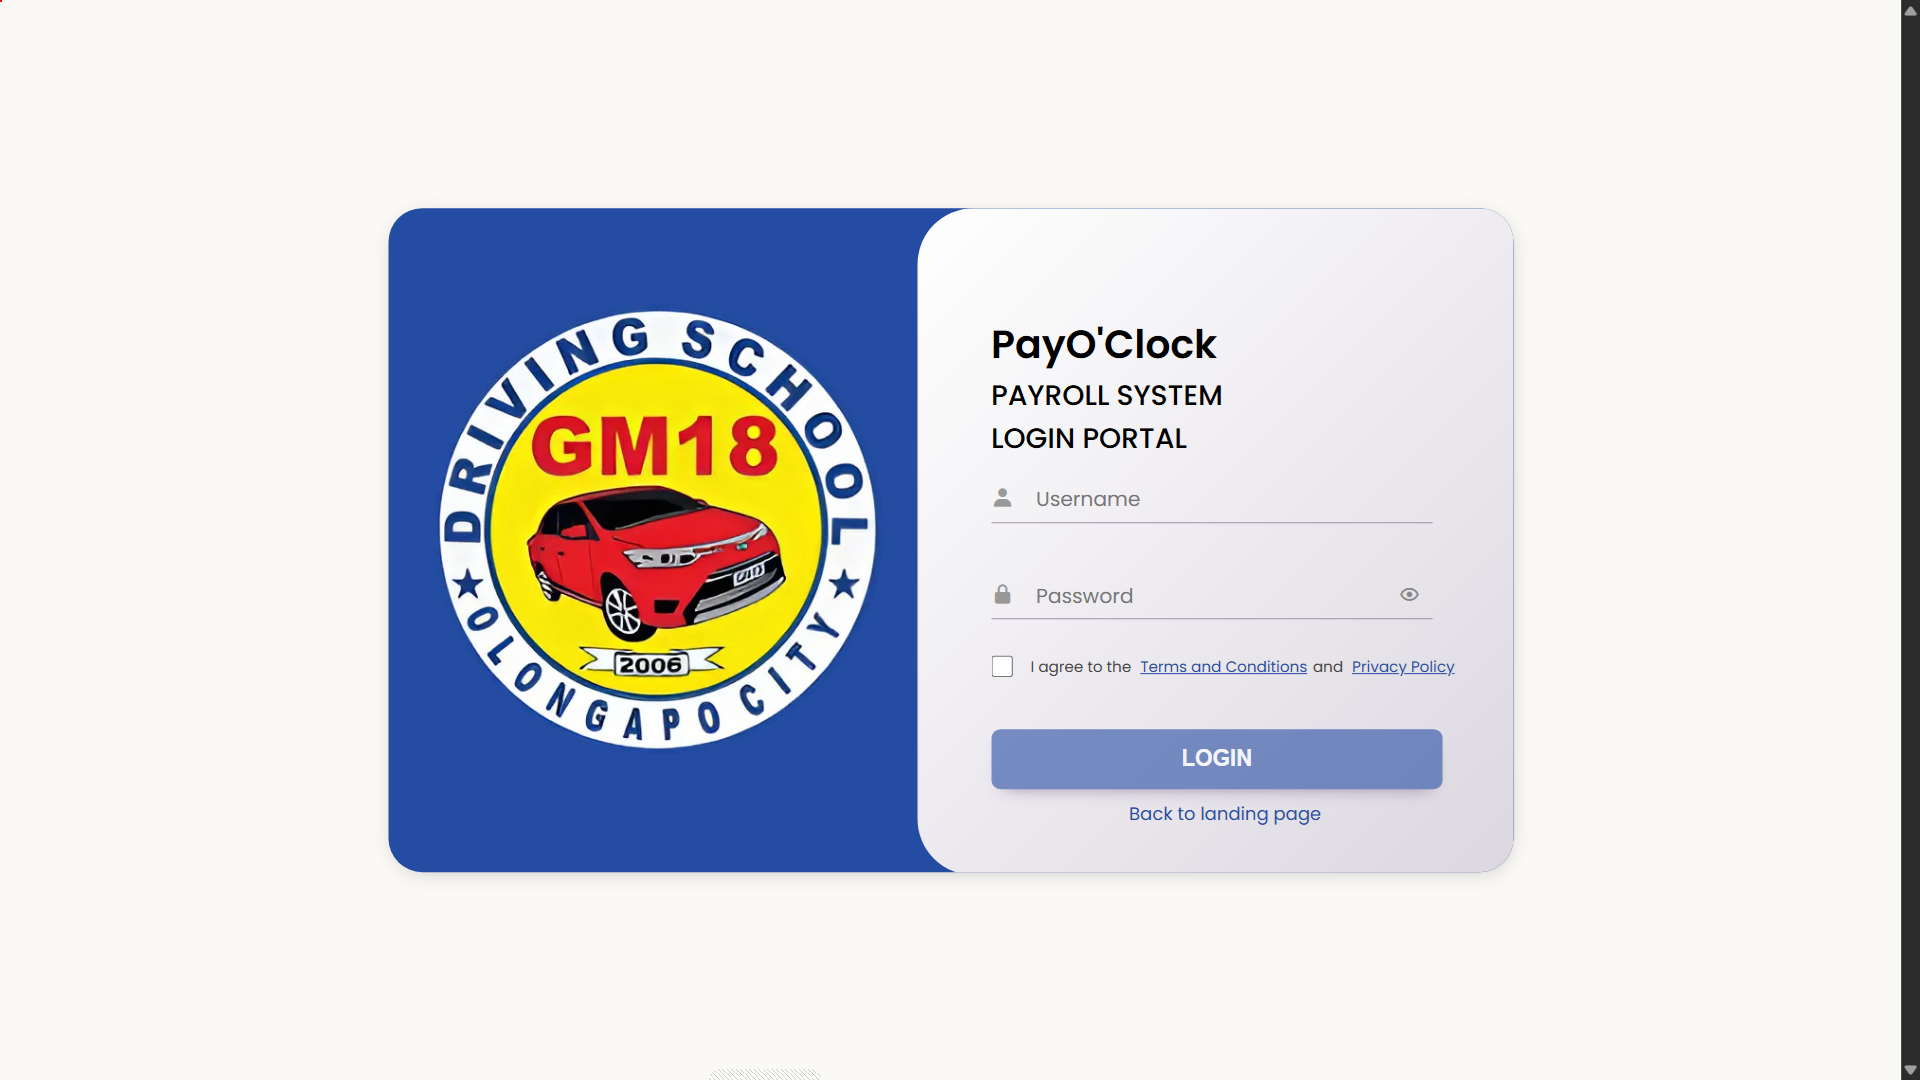 DRIVING SCHOOL
GM18
2006
OLONGAPO CITY
PayO'Clock
PAYROLL SYSTEM
LOGIN PORTAL
Username
Password
I agree to the Terms and Conditions and Privacy Policy
LOGIN
Back to landing page